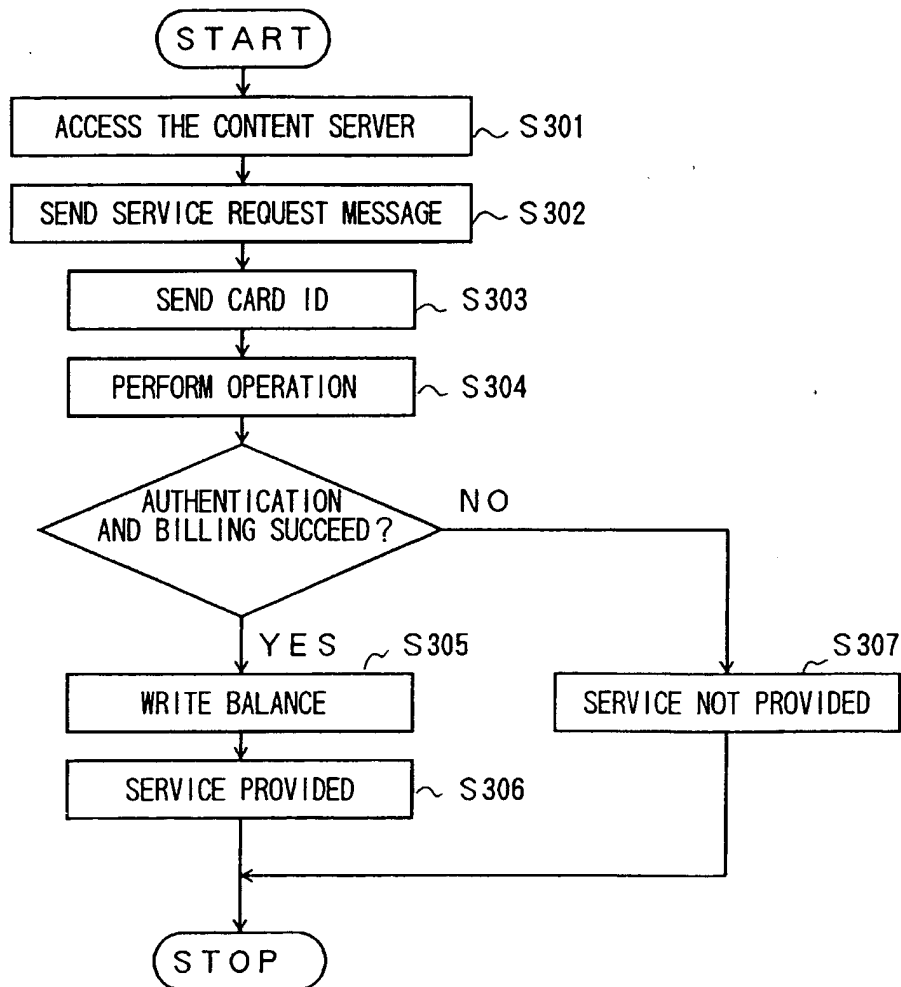 START
ACCESS THE CONTENT SERVER
S301
SEND SERVICE REQUEST MESSAGE
S302
SEND CARD ID
S303
PERFORM OPERATION
S304
AUTHENTICATION
AND BILLING SUCCEED?
NO
YES
S305
WRITE BALANCE
S307
SERVICE NOT PROVIDED
SERVICE PROVIDED
S306
STOP